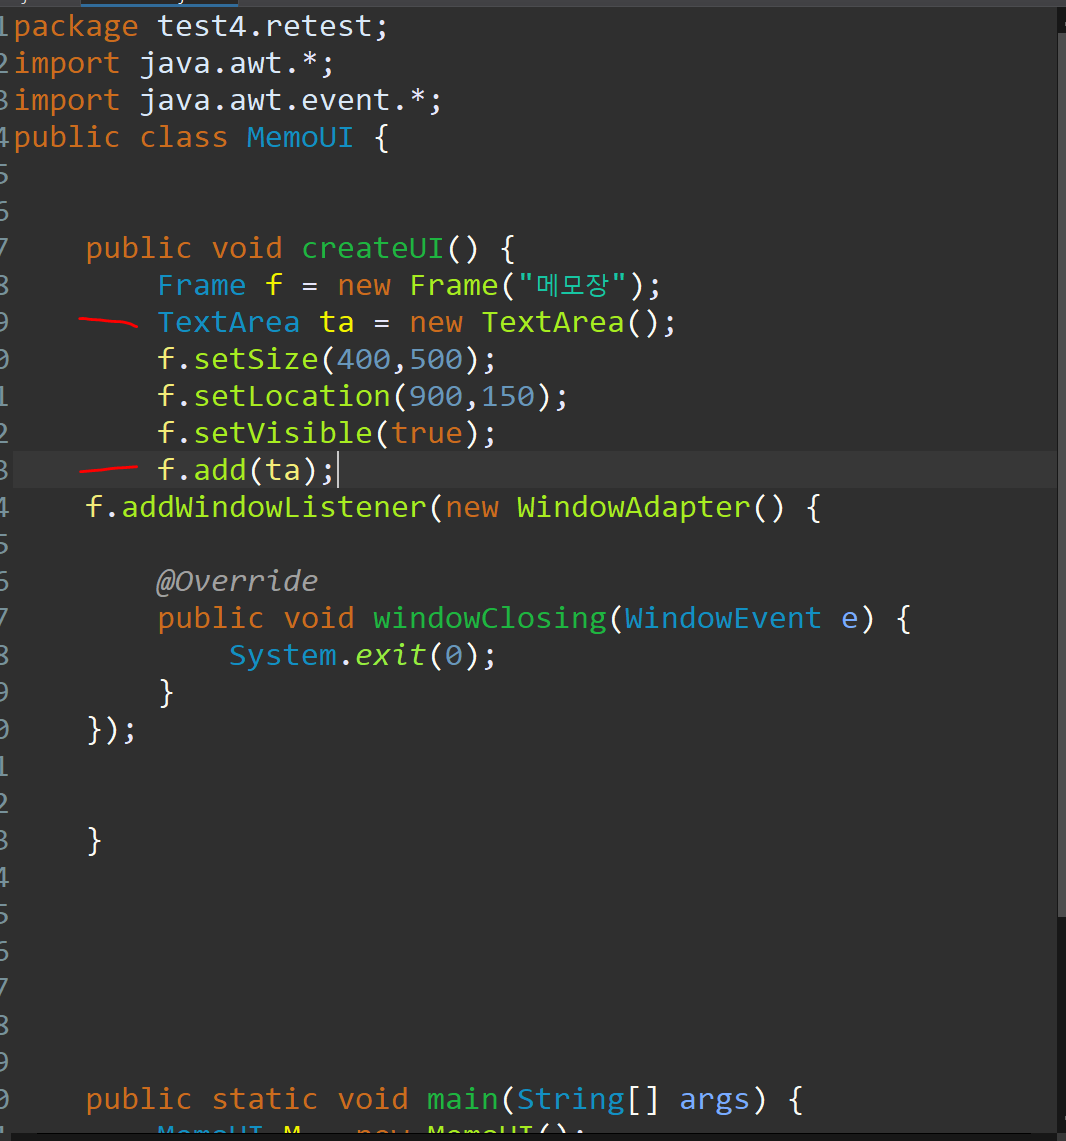 1package test4.retest;
2import java.awt.*;
3import java.awt.event.*;
4public class MemoUI {
5
6
7    public void createUI() {
8        Frame f = new Frame("메모장");
9        TextArea ta = new TextArea();
0        f.setSize(400,500);
1        f.setLocation(900,150);
2        f.setVisible(true);
3        f.add(ta);
4    f.addWindowListener(new WindowAdapter() {
5
6        @Override
7        public void windowClosing(WindowEvent e) {
8            System.exit(0);
9        }
0    });
1
2
3    }
4
5
6
7
8
9
0    public static void main(String[] args) {
1        MemoUI M = new MemoUI();